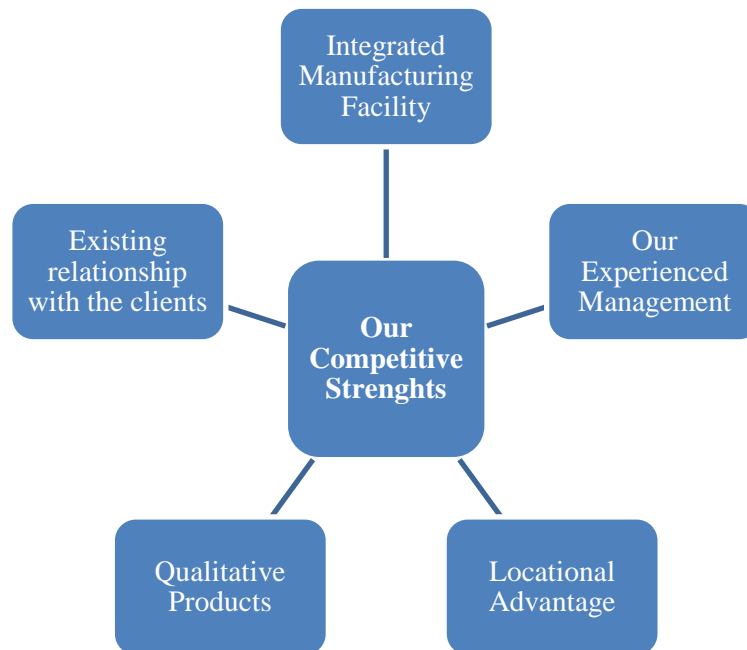 Integrated
Manufacturing
Facility
Existing
relationship
with the clients
Our
Experienced
Management
Our
Competitive
Strenghts
Qualitative
Products
Locational
Advantage